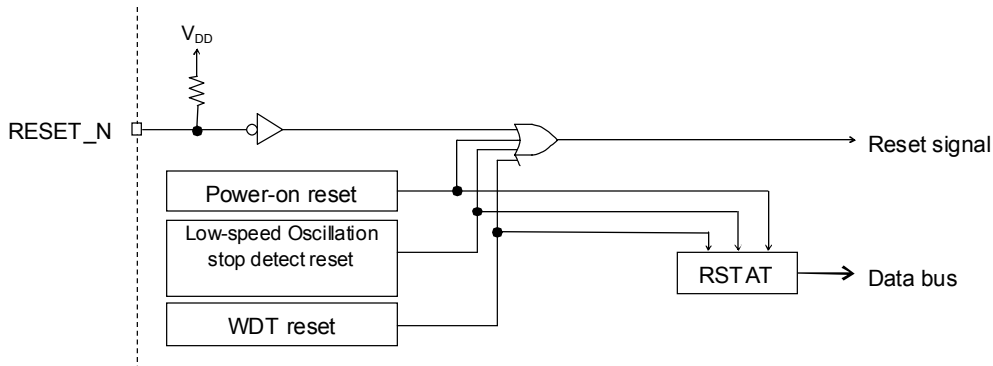 VDD
RESET_N
Reset signal
Power-on reset
Low-speed Oscillation
stop detect reset
RSTAT
Data bus
WDT reset